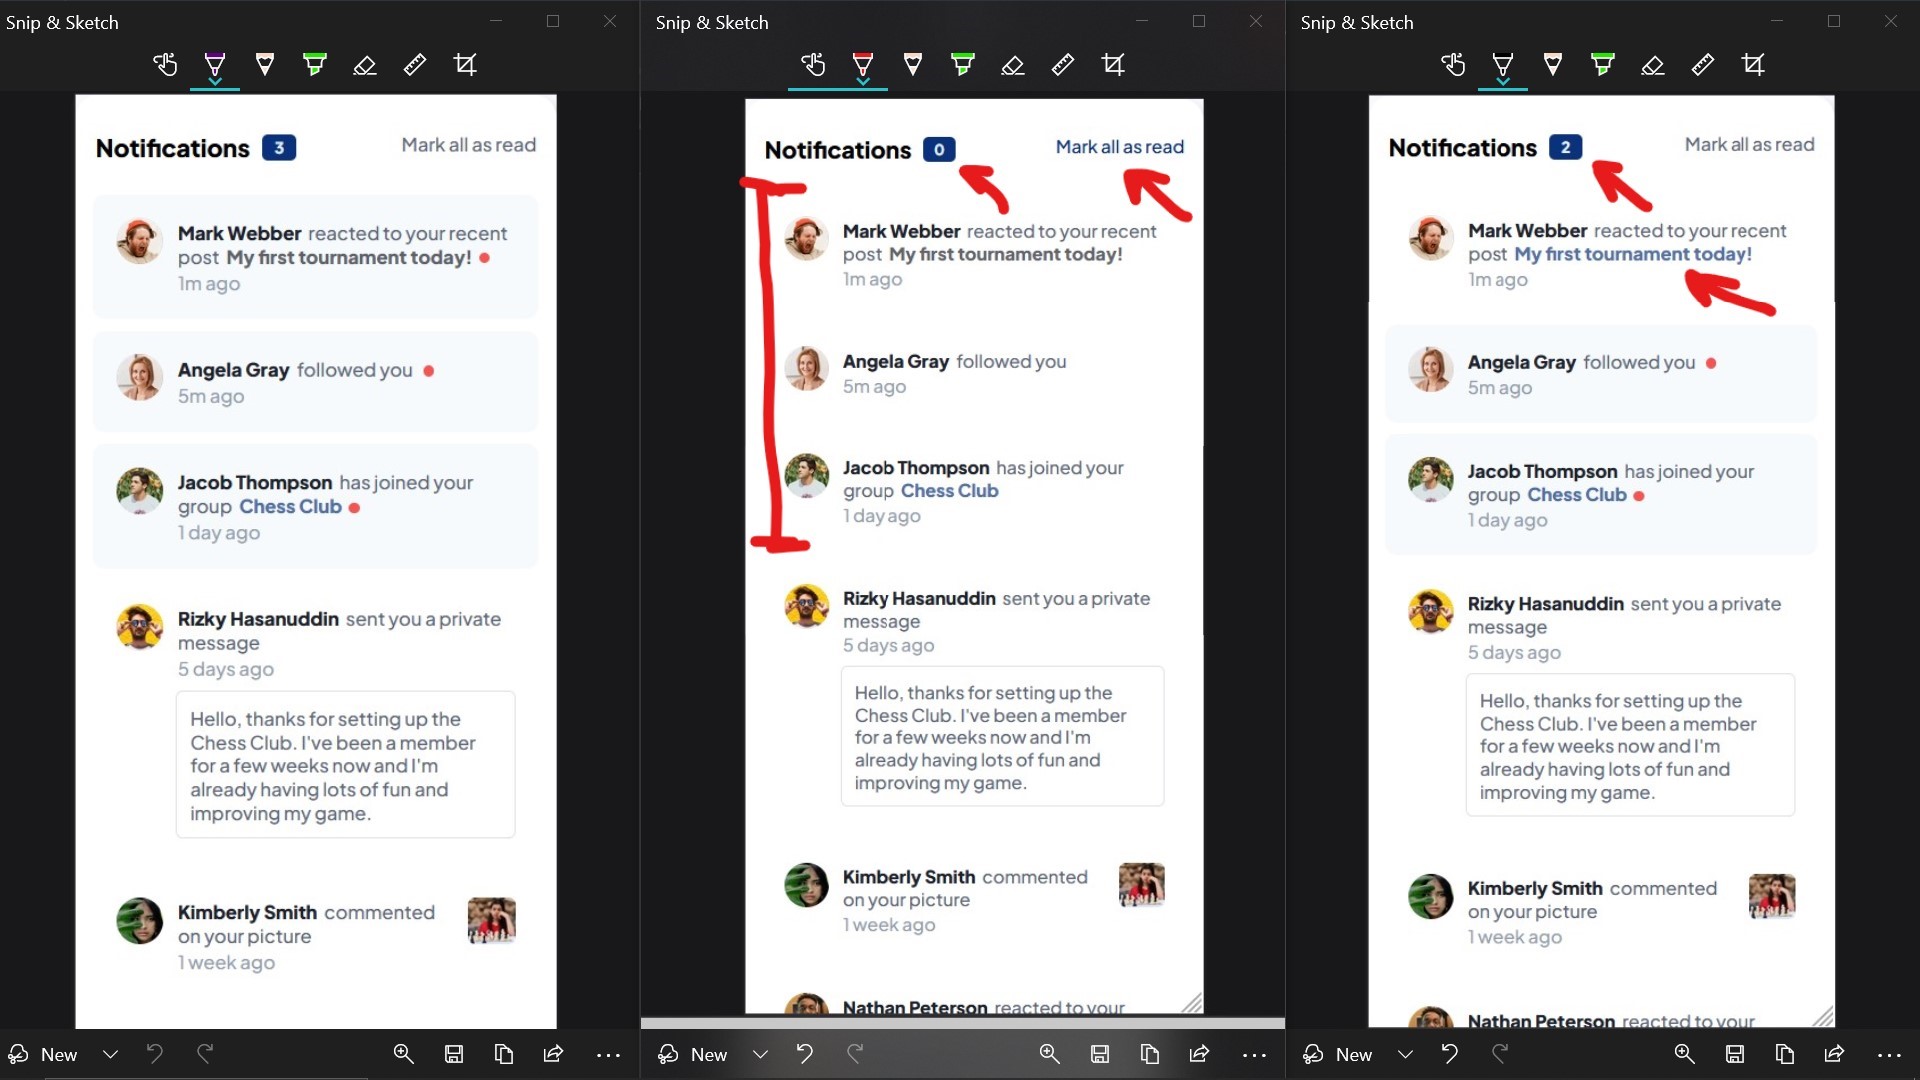 Snip & Sketch
Notifications 3 Mark all as read
Mark Webber reacted to your recent
post My first tournament today!
1m ago
Angela Gray followed you
5m ago
Jacob Thompson has joined your
group Chess Club
1 day ago
Rizky Hasanuddin sent you a private
message
5 days ago
Hello, thanks for setting up the
Chess Club. I've been a member
for a few weeks now and I'm
already having lots of fun and
improving my game.
Kimberly Smith commented
on your picture
1 week ago
New
Snip & Sketch
Notifications 0 Mark all as read
Mark Webber reacted to your recent
post My first tournament today!
1m ago
Angela Gray followed you
5m ago
Jacob Thompson has joined your
group Chess Club
1 day ago
Rizky Hasanuddin sent you a private
message
5 days ago
Hello, thanks for setting up the
Chess Club. I've been a member
for a few weeks now and I'm
already having lots of fun and
improving my game.
Kimberly Smith commented
on your picture
1 week ago
Nathan Peterson reacted to your
New
Snip & Sketch
Notifications 2 Mark all as read
Mark Webber reacted to your recent
post My first tournament today!
1m ago
Angela Gray followed you
5m ago
Jacob Thompson has joined your
group Chess Club
1 day ago
Rizky Hasanuddin sent you a private
message
5 days ago
Hello, thanks for setting up the
Chess Club. I've been a member
for a few weeks now and I'm
already having lots of fun and
improving my game.
Kimberly Smith commented
on your picture
1 week ago
Nathan Peterson reacted to your
New